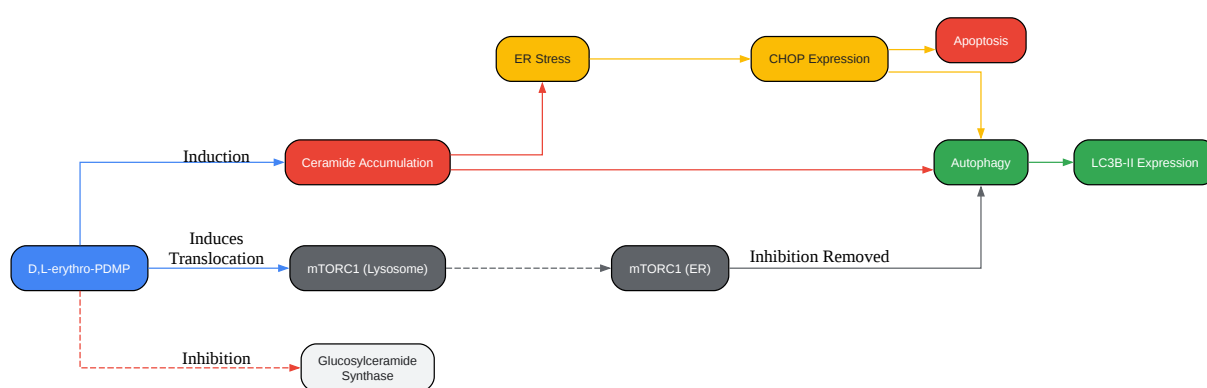 Apoptosis
ER Stress
CHOP Expression
Induction
Ceramide Accumulation
Autophagy
LC3B-II Expression
Induces
Translocation
D,L-erythro-PDMP
mTORC1 (Lysosome)
mTORC1 (ER)
Inhibition Removed
Inhibition
Glucosylceramide
Synthase